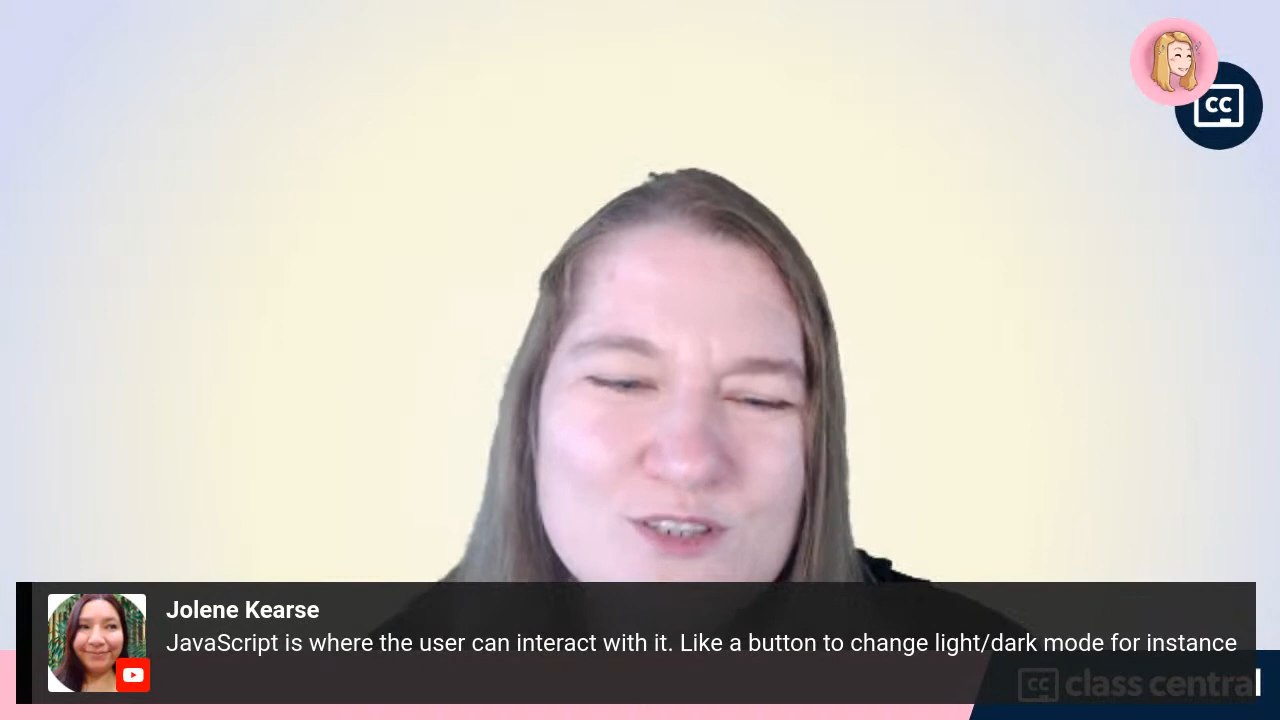 CC
Jolene Kearse
JavaScript is where the user can interact with it. Like a button to change light/dark mode for instance
CC class central